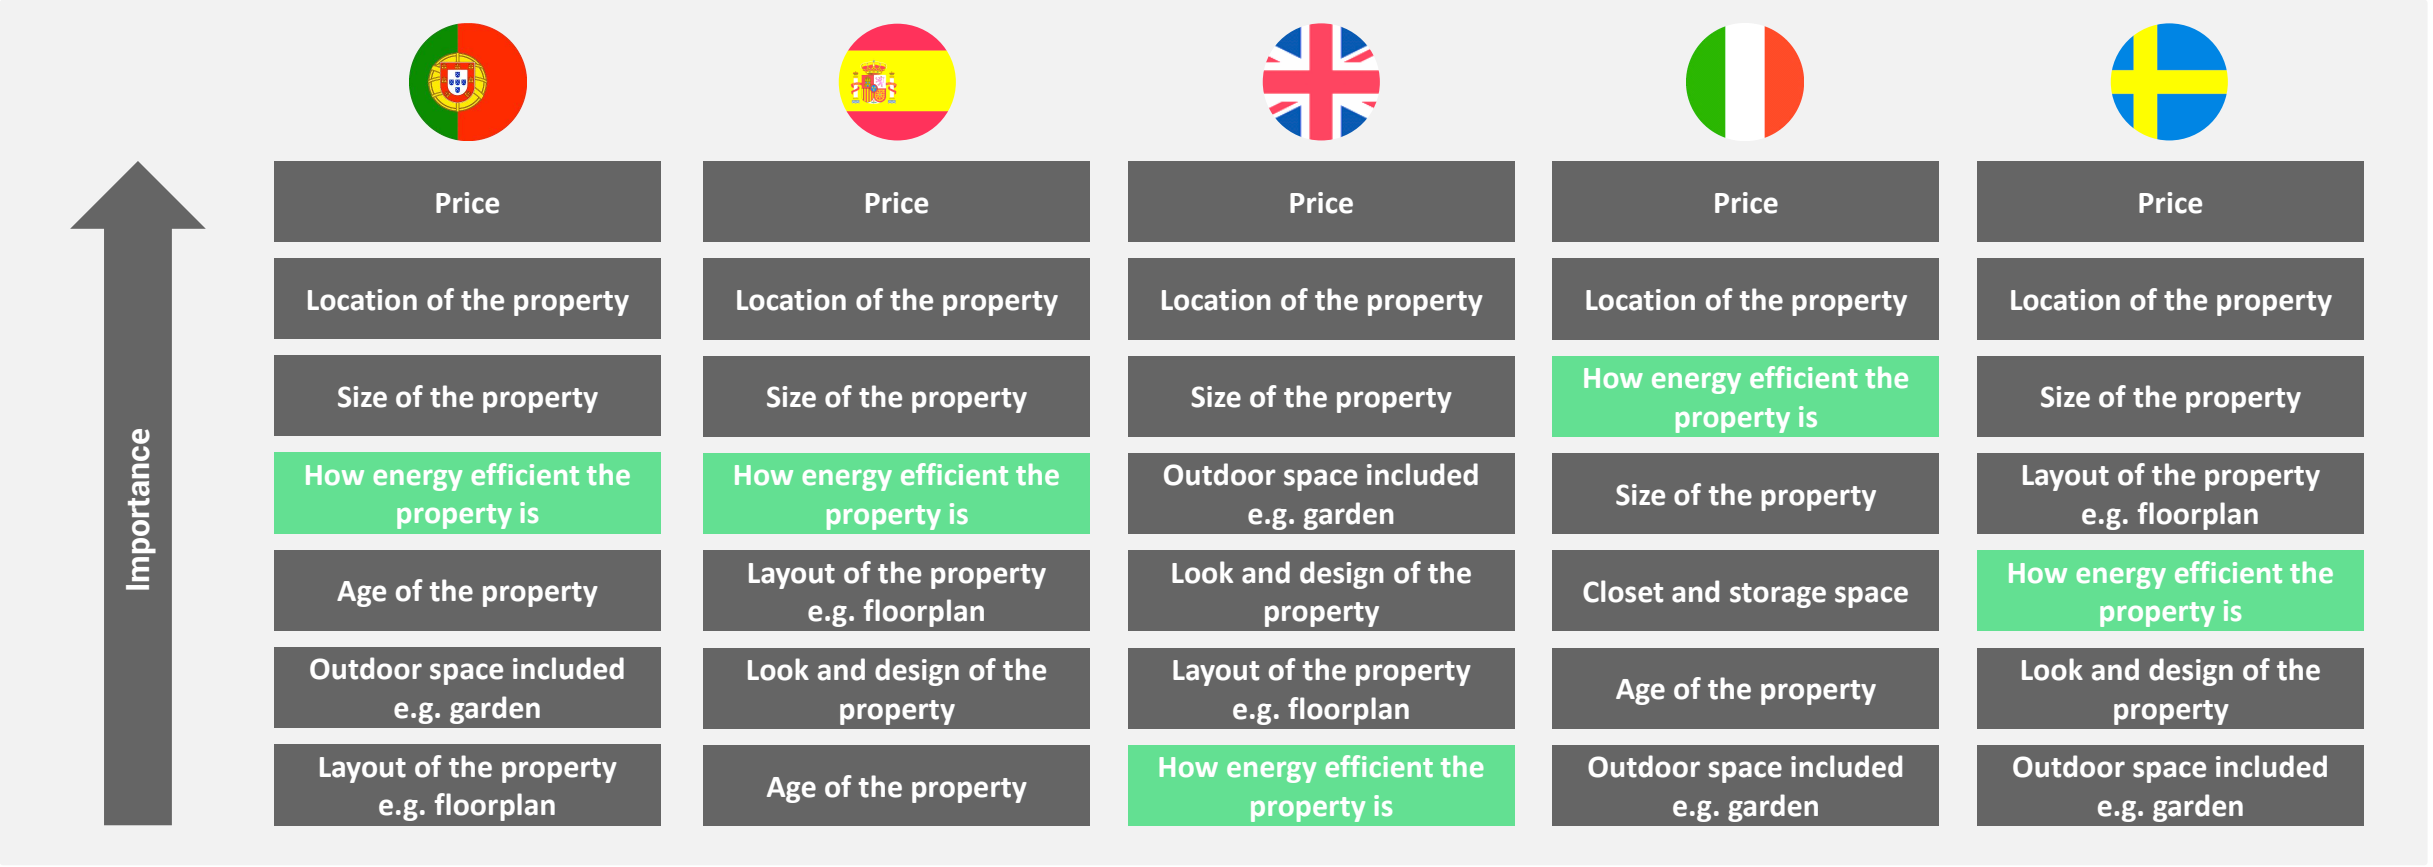 Importance
Price
Location of the property
Size of the property
How energy efficient the
property is
Age of the property
Outdoor space included
e.g. garden
Layout of the property
e.g. floorplan
Price
Location of the property
Size of the property
How energy efficient the
property is
Layout of the property
e.g. floorplan
Look and design of the
property
Age of the property
Price
Location of the property
Size of the property
Outdoor space included
e.g. garden
Look and design of the
property
Layout of the property
e.g. floorplan
How energy efficient the
property is
Price
Location of the property
How energy efficient the
property is
Size of the property
Closet and storage space
Age of the property
Outdoor space included
e.g. garden
Price
Location of the property
Size of the property
Layout of the property
e.g. floorplan
How energy efficient the
property is
Look and design of the
property
Outdoor space included
e.g. garden